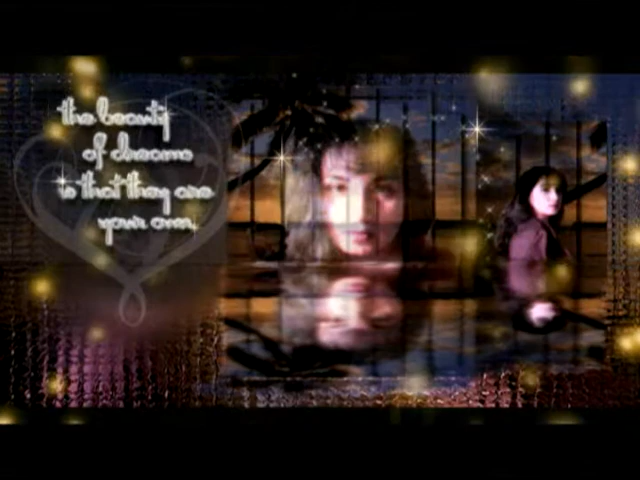 the beauty
of dreams
is that they are
your own.